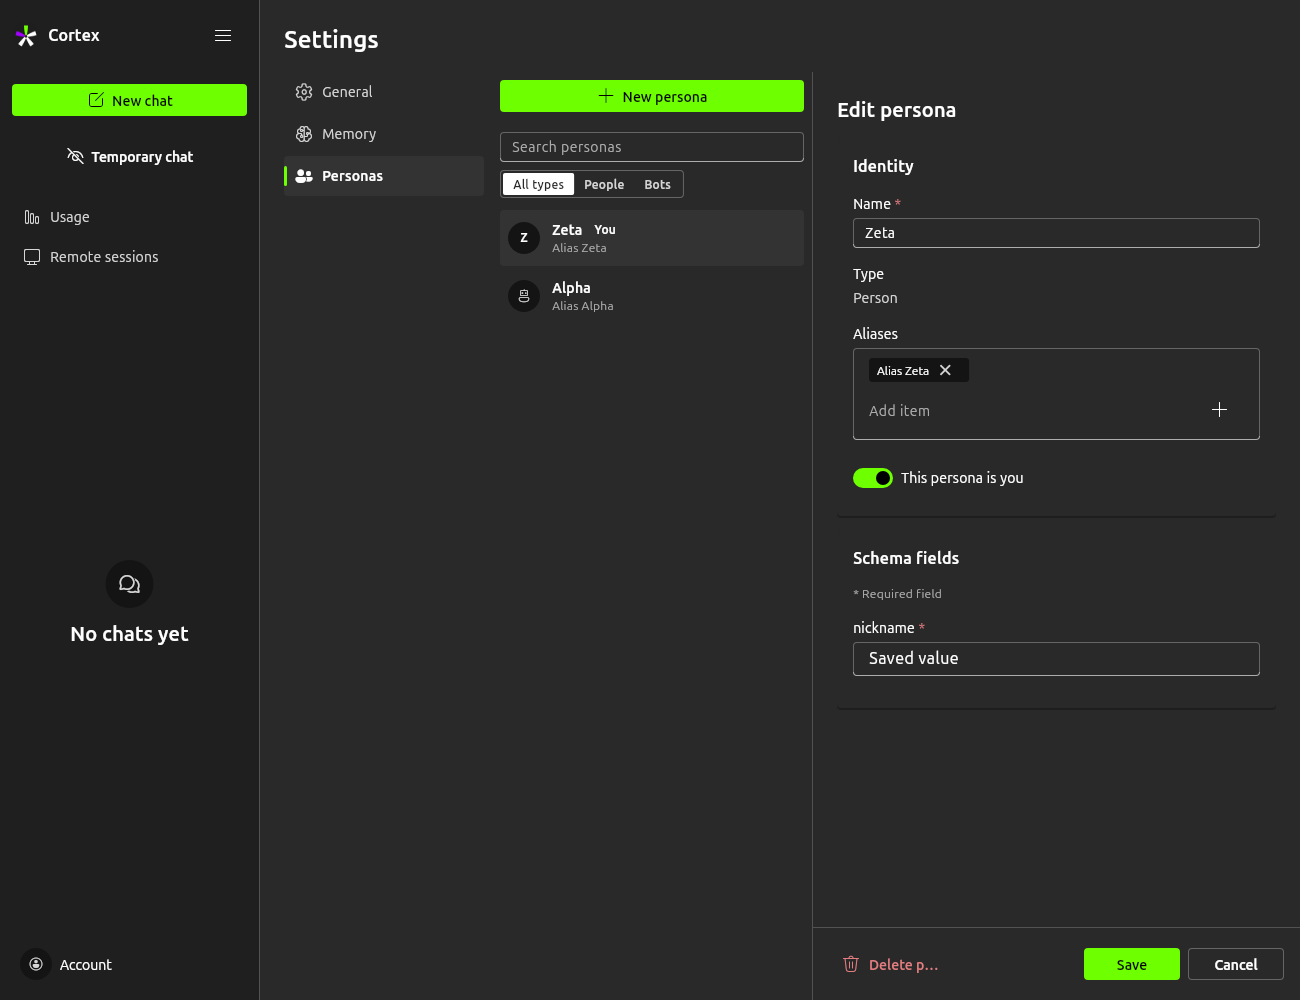 Cortex
New chat
Temporary chat
Usage
Remote sessions
No chats yet
Account
Settings
General
Memory
Personas
New persona
Search personas
All types People Bots
Z
Zeta You
Alias Zeta
Alpha
Alias Alpha
Edit persona
Identity
Name *
Zeta
Type
Person
Aliases
Alias Zeta
Add item
This persona is you
Schema fields
* Required field
nickname *
Saved value
Delete p...
Save
Cancel